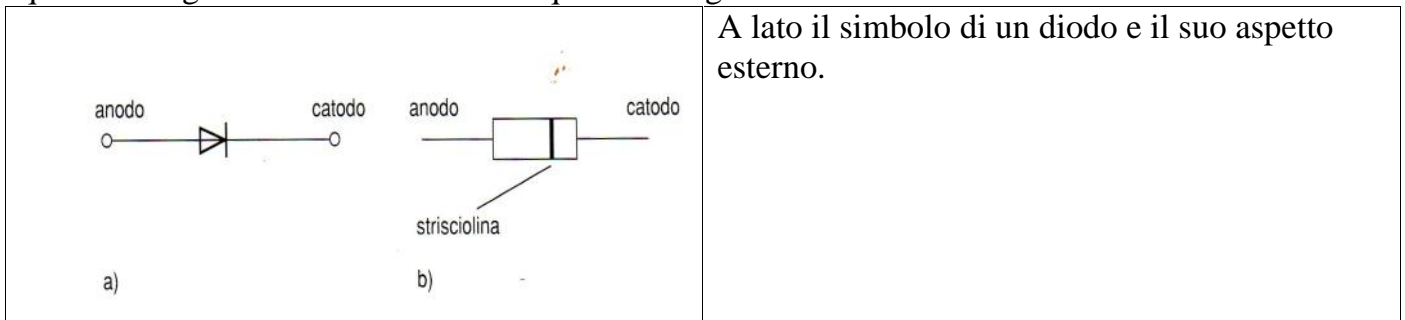 A lato il simbolo di un diodo e il suo aspetto
esterno.
anodo
catodo
anodo
catodo
strisciolina
a)
b)